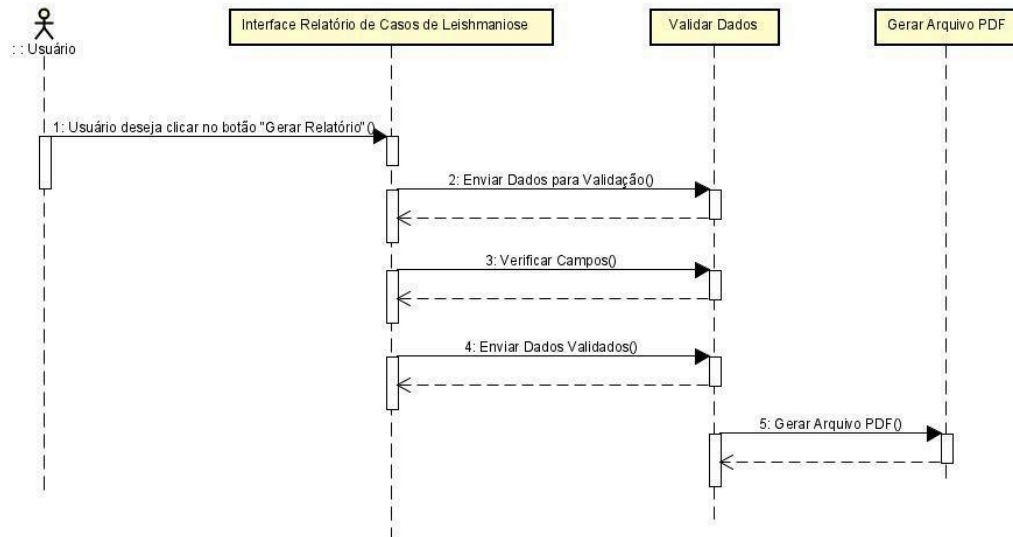 : : Usuário
Interface Relatório de Casos de Leishmaniose
Validar Dados
Gerar Arquivo PDF
1: Usuário deseja clicar no botão "Gerar Relatório"()
2: Enviar Dados para Validação()
3: Verificar Campos()
4: Enviar Dados Validados()
5: Gerar Arquivo PDF()